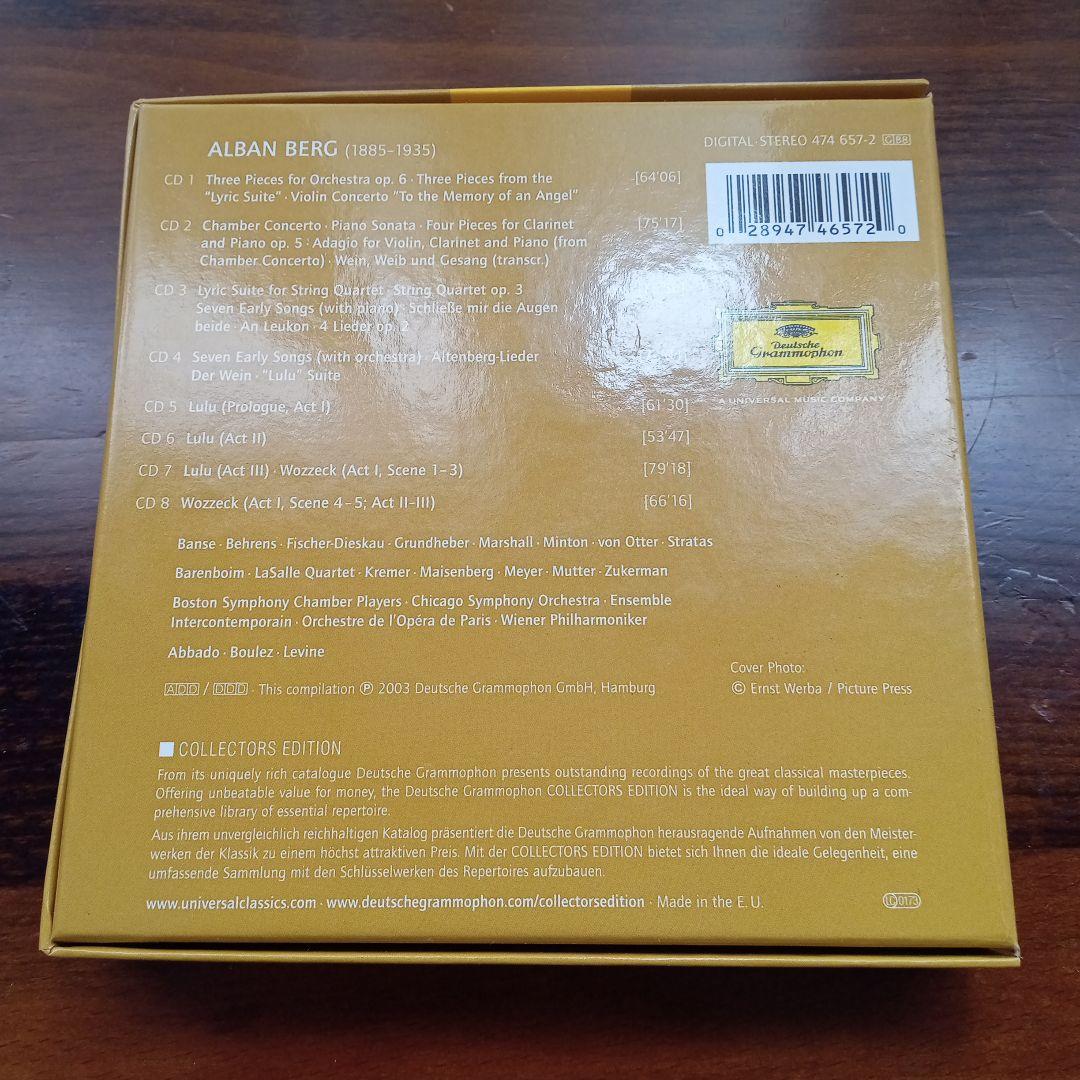 ALBAN BERG (1885–1935)
DIGITAL·STEREO 474 657-2 GB8
CD 1 Three Pieces for Orchestra op. 6 · Three Pieces from the [64'06]
"Lyric Suite" · Violin Concerto "To the Memory of an Angel"
0 28947 46572 0
CD 2 Chamber Concerto · Piano Sonata · Four Pieces for Clarinet [75'17]
and Piano op. 5 · Adagio for Violin, Clarinet and Piano (from
Chamber Concerto) · Wein, Weib und Gesang (transcr.)
CD 3 Lyric Suite for String Quartet · String Quartet op. 3
Seven Early Songs (with piano) · Schließe mir die Augen
beide · An Leukon · 4 Lieder op. 2
Deutsche
Grammophon
A UNIVERSAL MUSIC COMPANY
CD 4 Seven Early Songs (with orchestra) · Altenberg-Lieder
Der Wein · "Lulu" Suite
CD 5 Lulu (Prologue, Act I) [61'30]
CD 6 Lulu (Act II) [53'47]
CD 7 Lulu (Act III) · Wozzeck (Act I, Scene 1–3) [79'18]
CD 8 Wozzeck (Act I, Scene 4–5; Act II–III) [66'16]
Banse · Behrens · Fischer-Dieskau · Grundheber · Marshall · Minton · von Otter · Stratas
Barenboim · LaSalle Quartet · Kremer · Maisenberg · Meyer · Mutter · Zukerman
Boston Symphony Chamber Players · Chicago Symphony Orchestra · Ensemble
Intercontemporain · Orchestre de l'Opéra de Paris · Wiener Philharmoniker
Abbado · Boulez · Levine
ADD / DDD · This compilation ℗ 2003 Deutsche Grammophon GmbH, Hamburg
Cover Photo:
© Ernst Werba / Picture Press
COLLECTORS EDITION
From its uniquely rich catalogue Deutsche Grammophon presents outstanding recordings of the great classical masterpieces.
Offering unbeatable value for money, the Deutsche Grammophon COLLECTORS EDITION is the ideal way of building up a com-
prehensive library of essential repertoire.
Aus ihrem unvergleichlich reichhaltigen Katalog präsentiert die Deutsche Grammophon herausragende Aufnahmen von den Meister-
werken der Klassik zu einem höchst attraktiven Preis. Mit der COLLECTORS EDITION bietet sich Ihnen die ideale Gelegenheit, eine
umfassende Sammlung mit den Schlüsselwerken des Repertoires aufzubauen.
www.universalclassics.com · www.deutschegrammophon.com/collectorsedition · Made in the E. U.
LC 0173